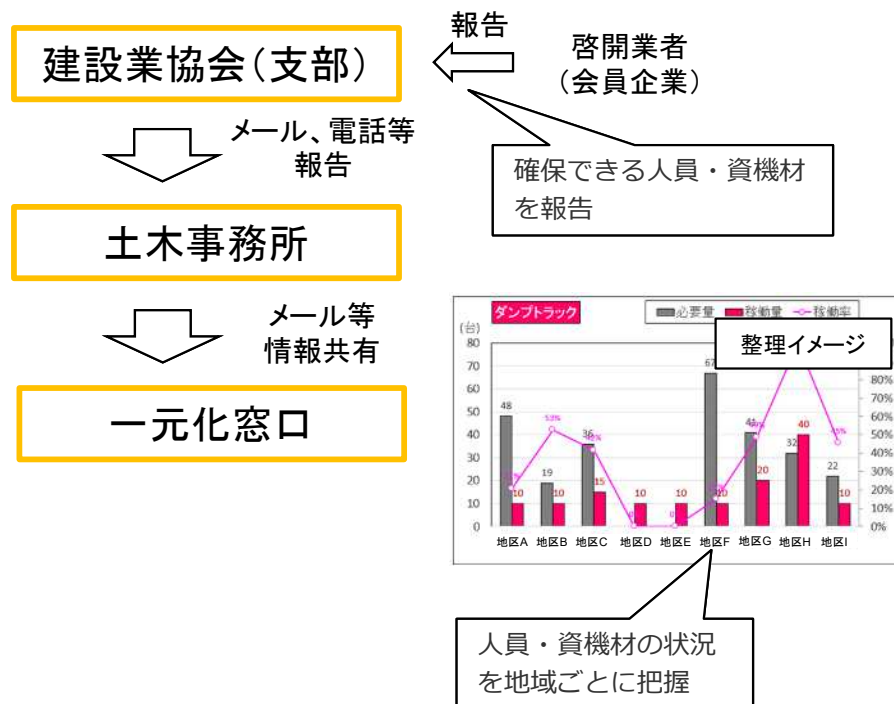 報告
建設業協会（支部）
啓開業者
（会員企業）
メール、電話等
報告
確保できる人員・資機材
を報告
土木事務所
メール等
情報共有
一元化窓口
ダンプトラック
必要量 稼働量 稼働率
整理イメージ
(台)
80
70
60
50
40
30
20
10
0
80%
70%
60%
50%
40%
30%
20%
10%
0%
48
10
19
10
53%
36
15
10
10
67
10
41
20
32
40
22
10
地区A 地区B 地区C 地区D 地区E 地区F 地区G 地区H 地区I
人員・資機材の状況
を地域ごとに把握